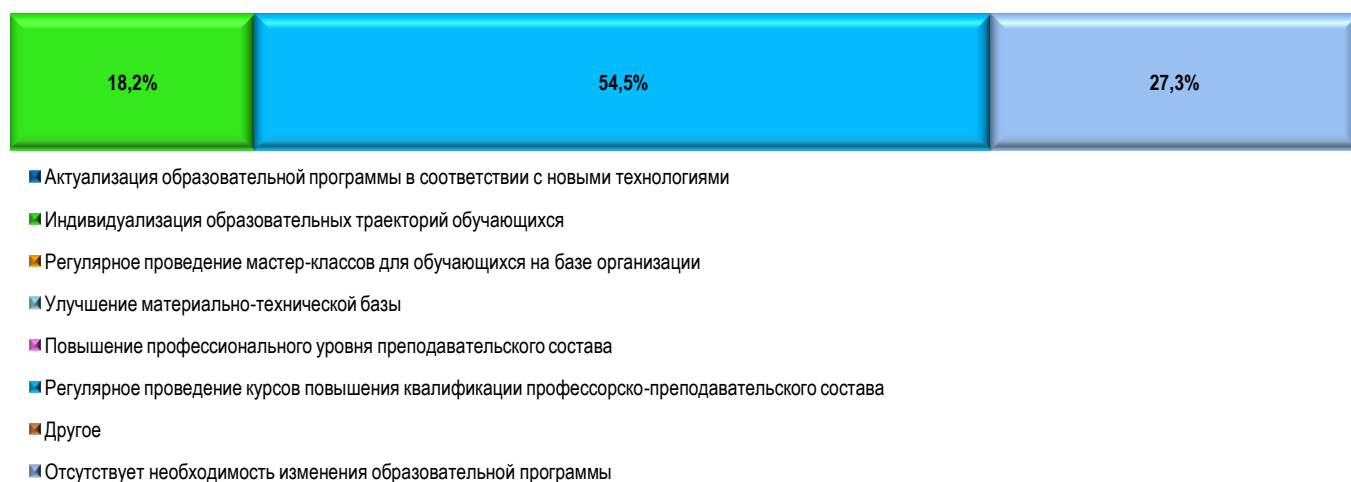 18,2% 54,5% 27,3%
Актуализация образовательной программы в соответствии с новыми технологиями
Индивидуализация образовательных траекторий обучающихся
Регулярное проведение мастер-классов для обучающихся на базе организации
Улучшение материально-технической базы
Повышение профессионального уровня преподавательского состава
Регулярное проведение курсов повышения квалификации профессорско-преподавательского состава
Другое
Отсутствует необходимость изменения образовательной программы